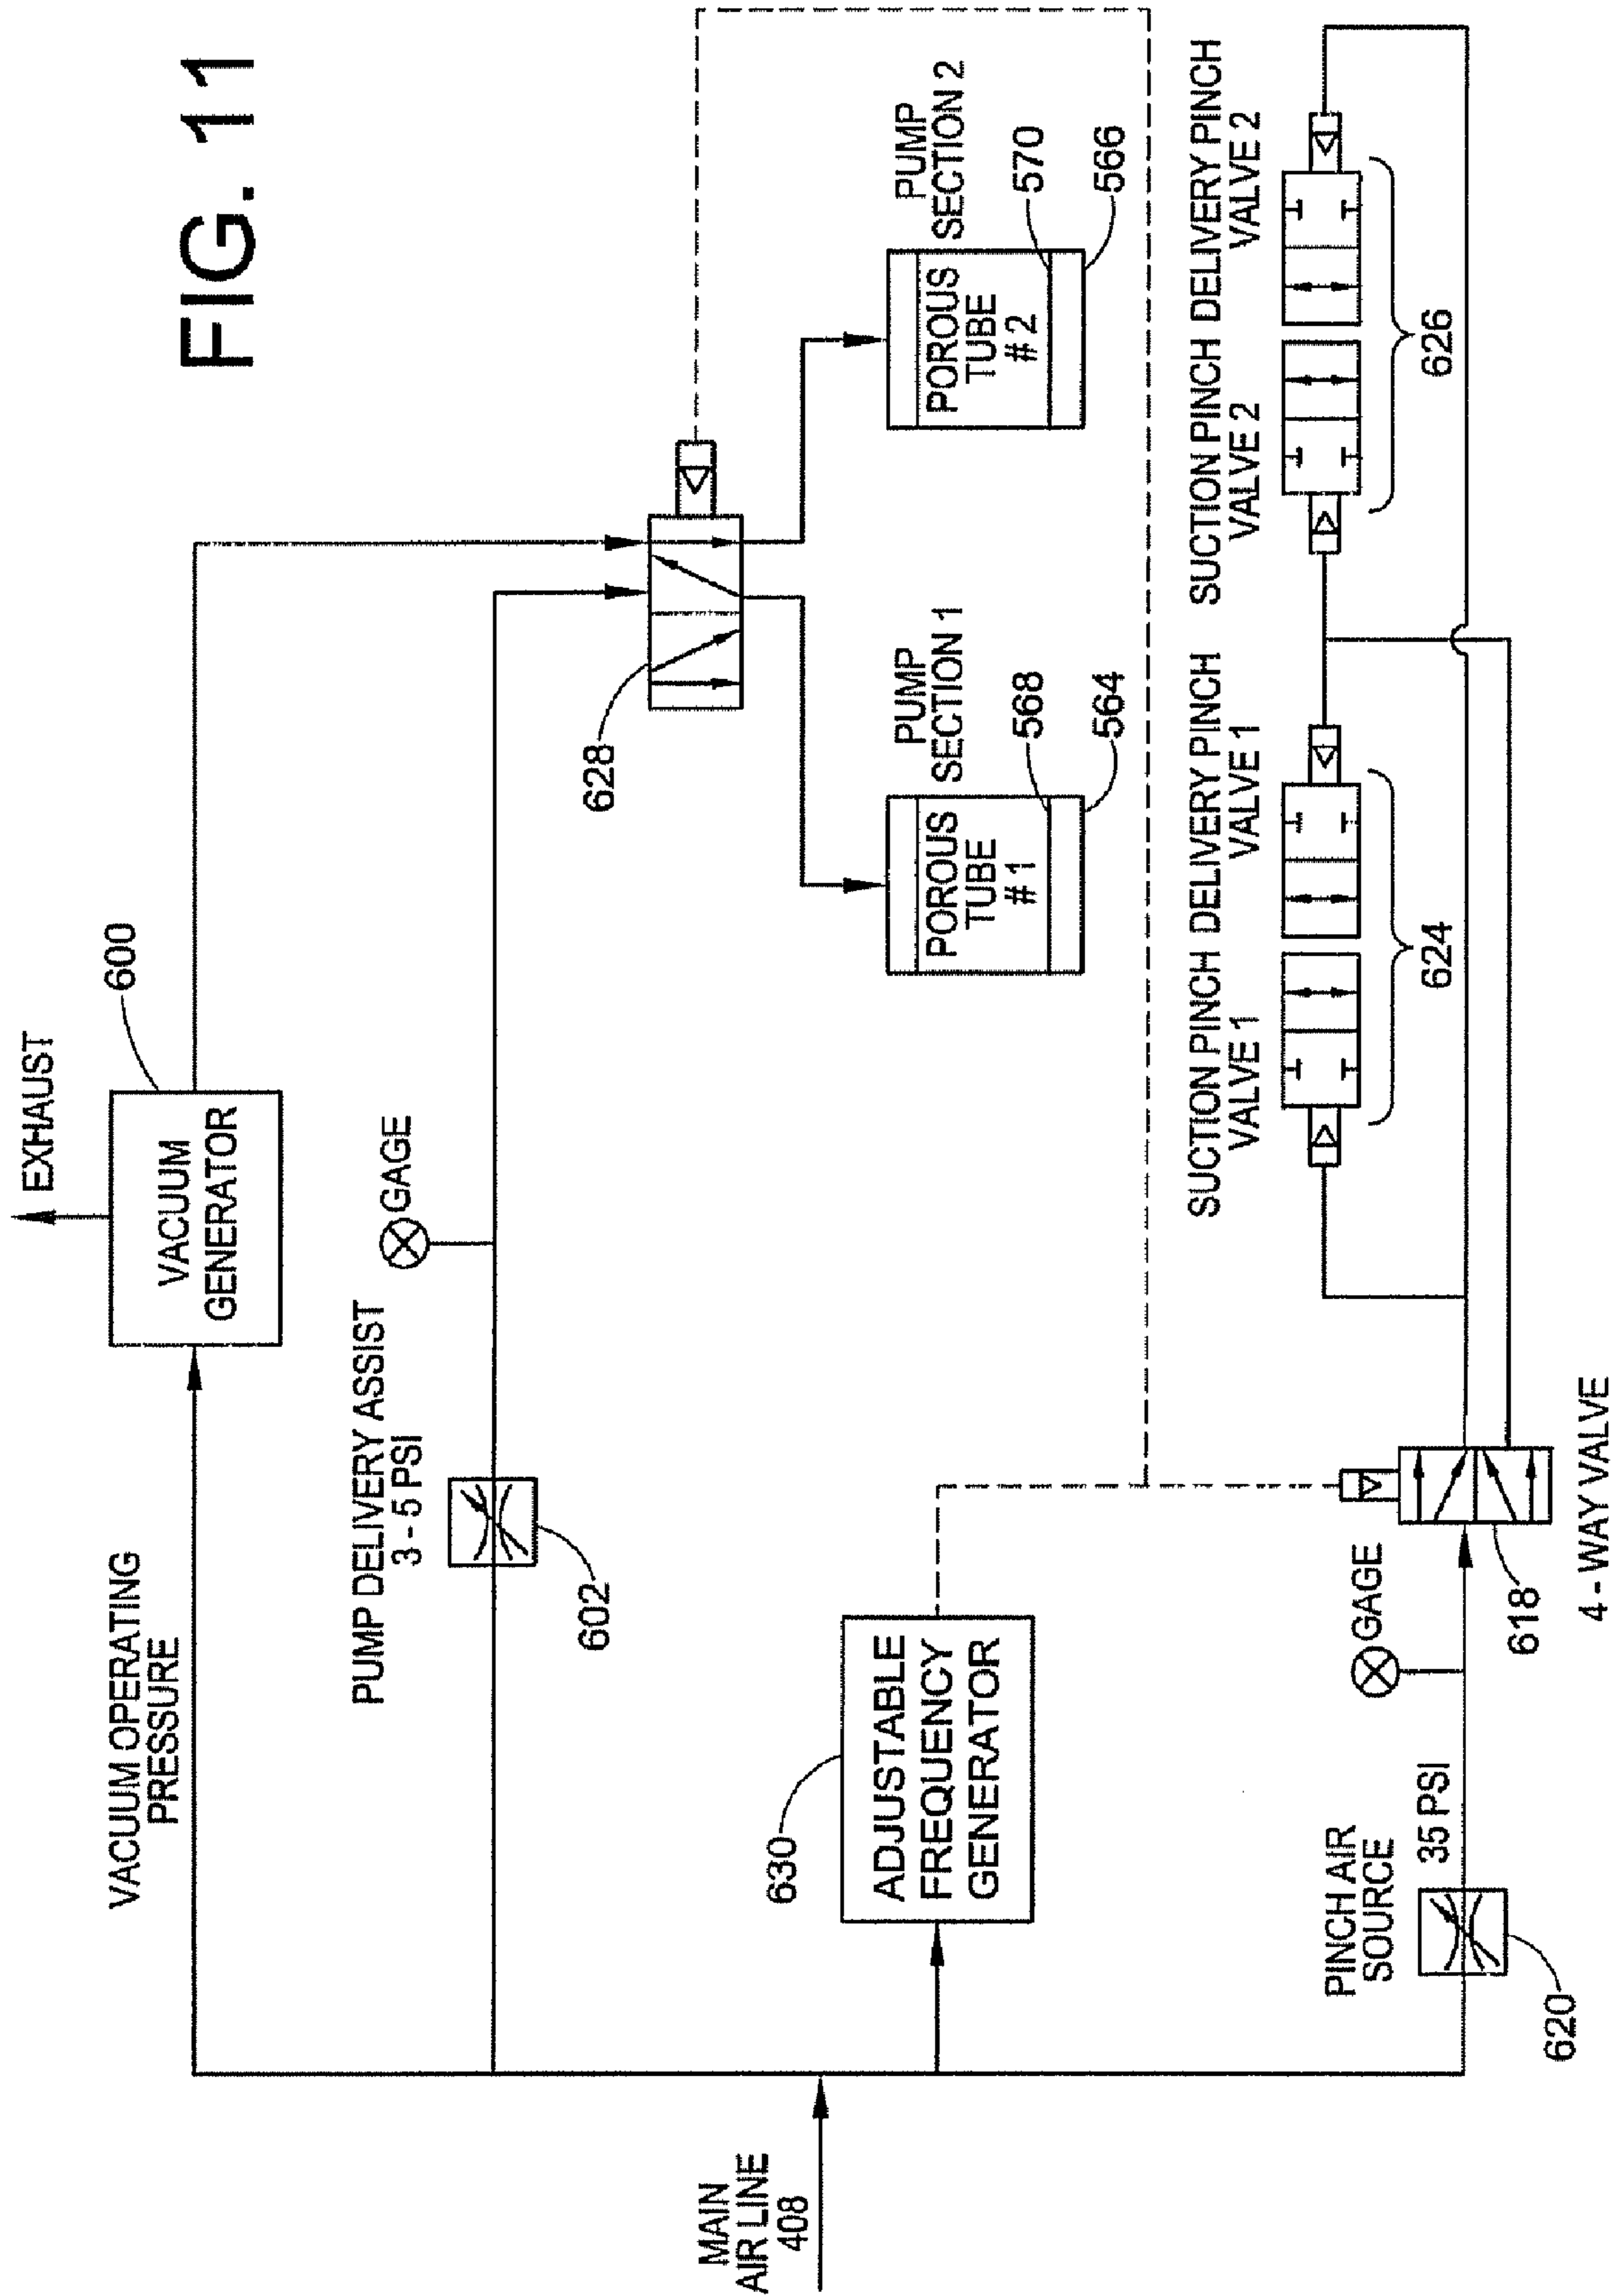 FIG. 11
EXHAUST
600
VACUUM
GENERATOR
VACUUM OPERATING
PRESSURE
PUMP DELIVERY ASSIST
3 - 5 PSI
GAGE
602
628
PUMP
SECTION 1
POROUS
TUBE
# 1
568
564
PUMP
SECTION 2
POROUS
TUBE
# 2
570
566
MAIN
AIR LINE
408
630
ADJUSTABLE
FREQUENCY
GENERATOR
PINCH AIR
SOURCE
35 PSI
620
GAGE
618
4 - WAY VALVE
SUCTION PINCH
VALVE 1
DELIVERY PINCH
VALVE 1
624
SUCTION PINCH
VALVE 2
DELIVERY PINCH
VALVE 2
626